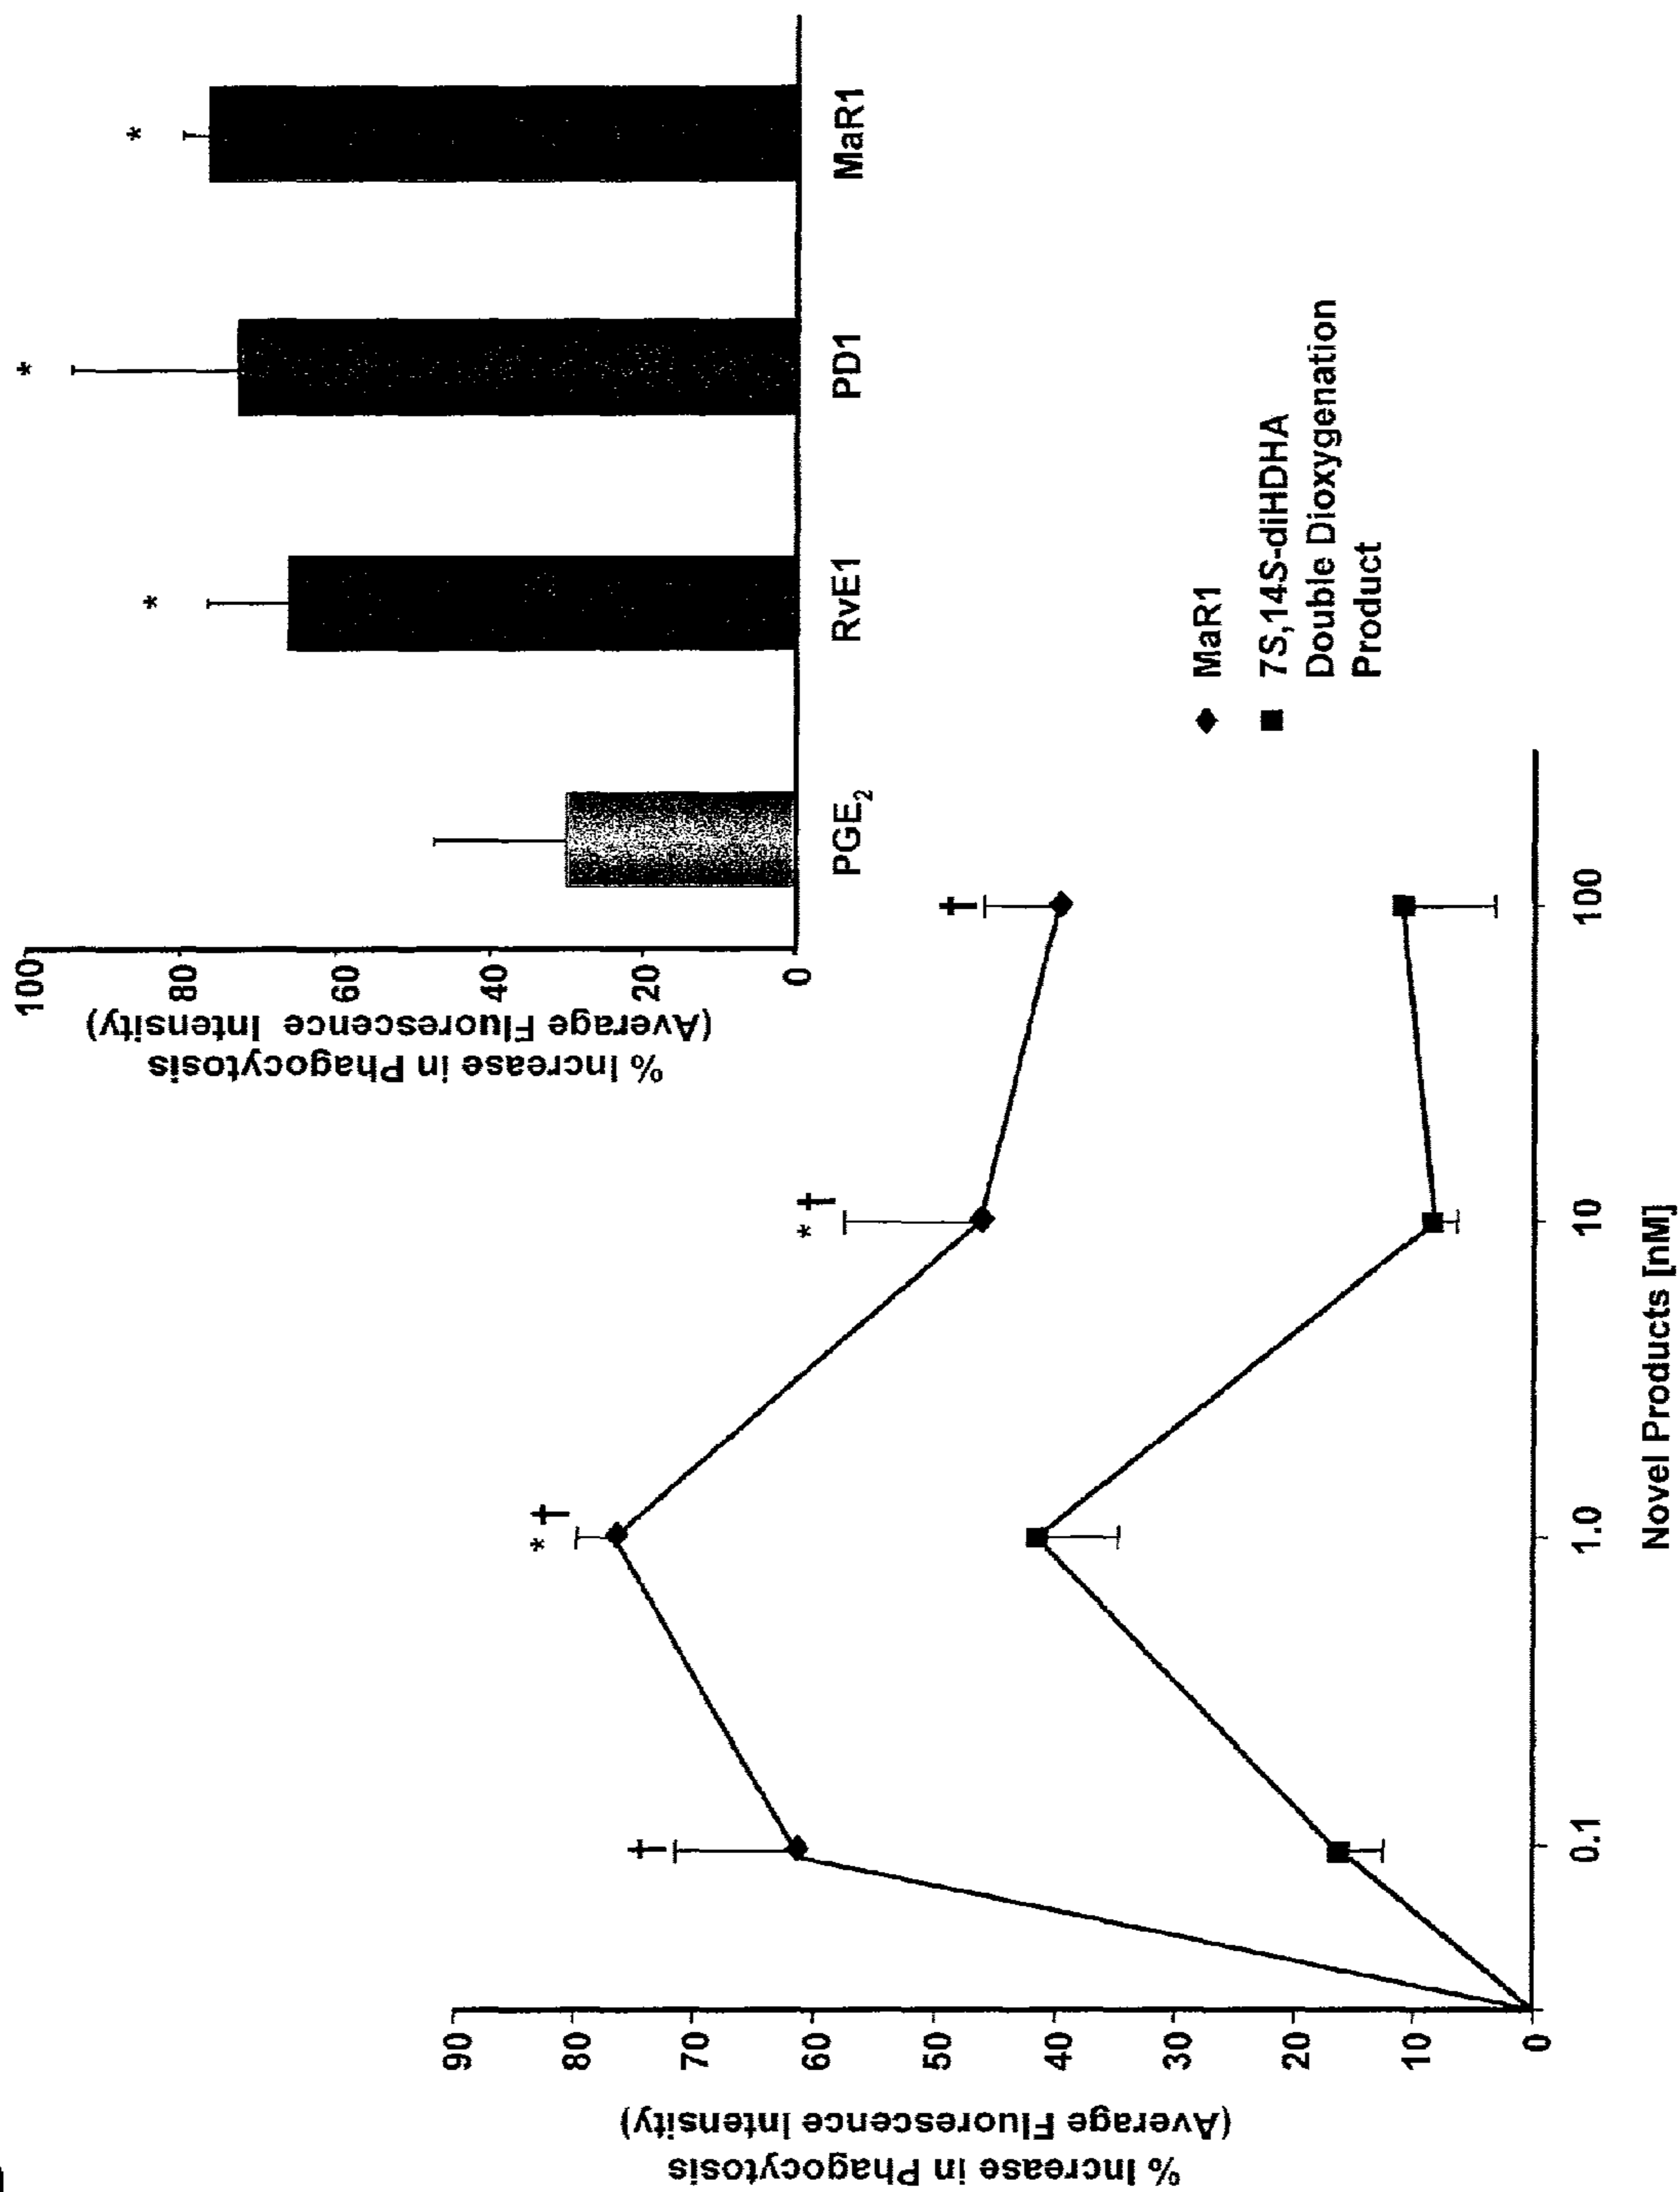 % Increase in Phagocytosis
(Average Fluorescence Intensity)
100
80
60
40
20
0
*
*
*
PGE₂
RvE1
PD1
MaR1
% Increase in Phagocytosis
(Average Fluorescence Intensity)
90
80
70
60
50
40
30
20
10
0
†
*†
*†
†
0.1
1.0
10
100
Novel Products [nM]
MaR1
7S,14S-diHDHA
Double Dioxygenation
Product